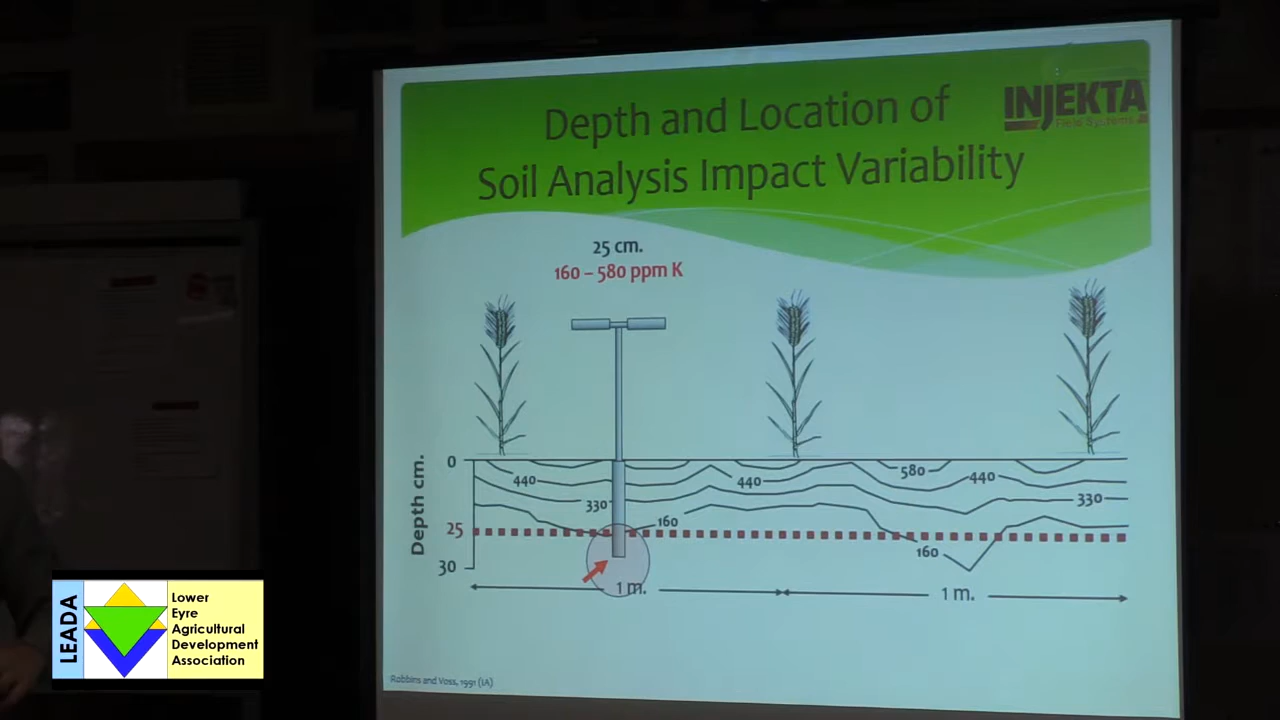 Depth and Location of
Soil Analysis Impact Variability
INJEKTA
Field Systems
25 cm.
160 – 580 ppm K
Depth cm.
0
25
30
440
330
160
440
580
440
330
160
1 m.
1 m.
Robbins and Voss, 1991 (IA)
LEADA
Lower
Eyre
Agricultural
Development
Association